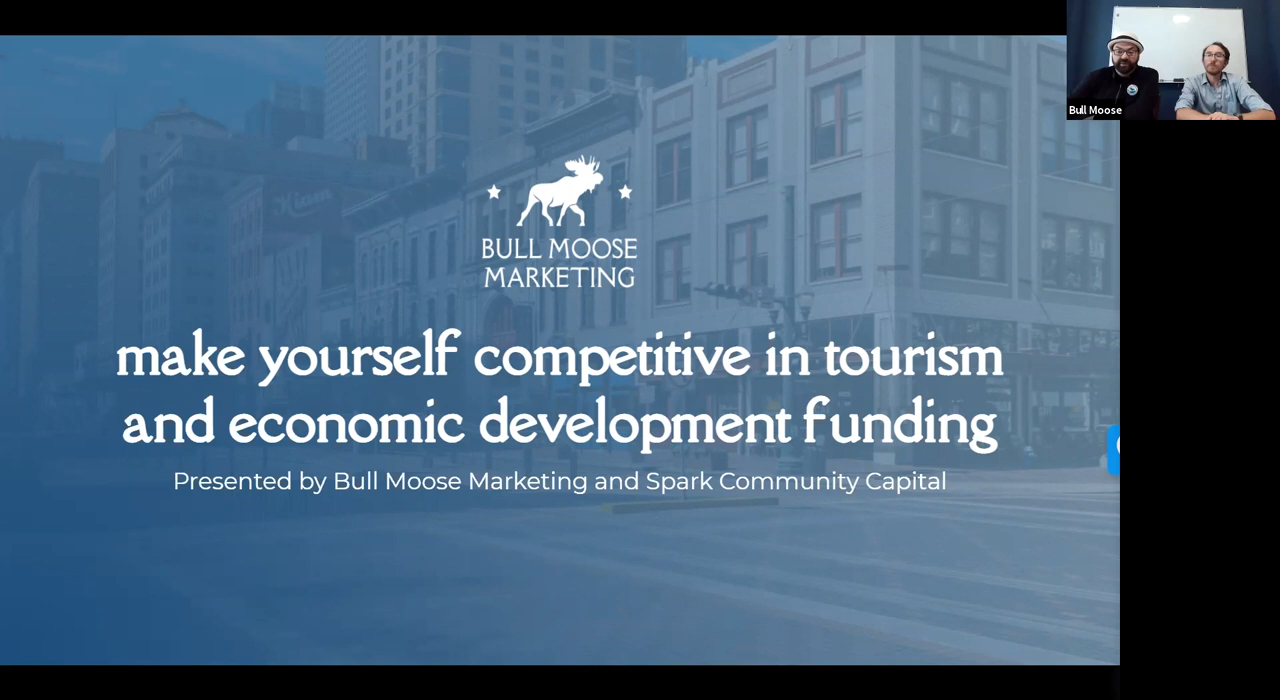 Bull Moose
BULL MOOSE
MARKETING
make yourself competitive in tourism
and economic development funding
Presented by Bull Moose Marketing and Spark Community Capital